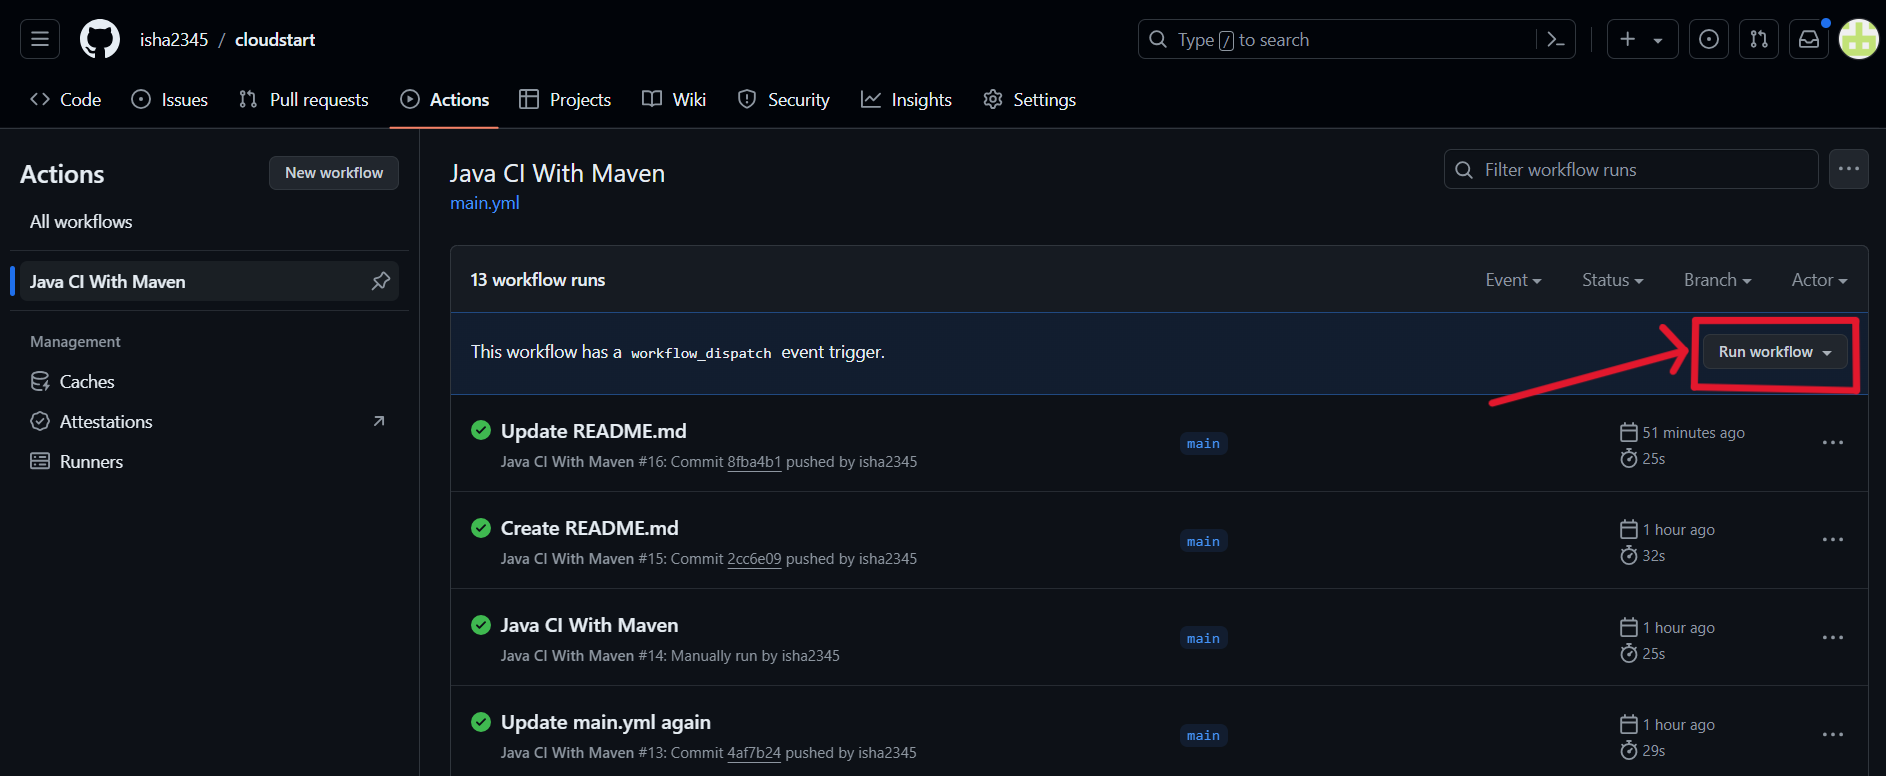 isha2345 / cloudstart
Type / to search
Code Issues Pull requests Actions Projects Wiki Security Insights Settings
Actions
New workflow
All workflows
Java CI With Maven
Management
Caches
Attestations
Runners
Java CI With Maven
main.yml
Filter workflow runs
13 workflow runs
Event Status Branch Actor
This workflow has a workflow_dispatch event trigger.
Run workflow
Update README.md
Java CI With Maven #16: Commit 8fba4b1 pushed by isha2345
main
51 minutes ago
25s
Create README.md
Java CI With Maven #15: Commit 2cc6e09 pushed by isha2345
main
1 hour ago
32s
Java CI With Maven
Java CI With Maven #14: Manually run by isha2345
main
1 hour ago
25s
Update main.yml again
Java CI With Maven #13: Commit 4af7b24 pushed by isha2345
main
1 hour ago
29s